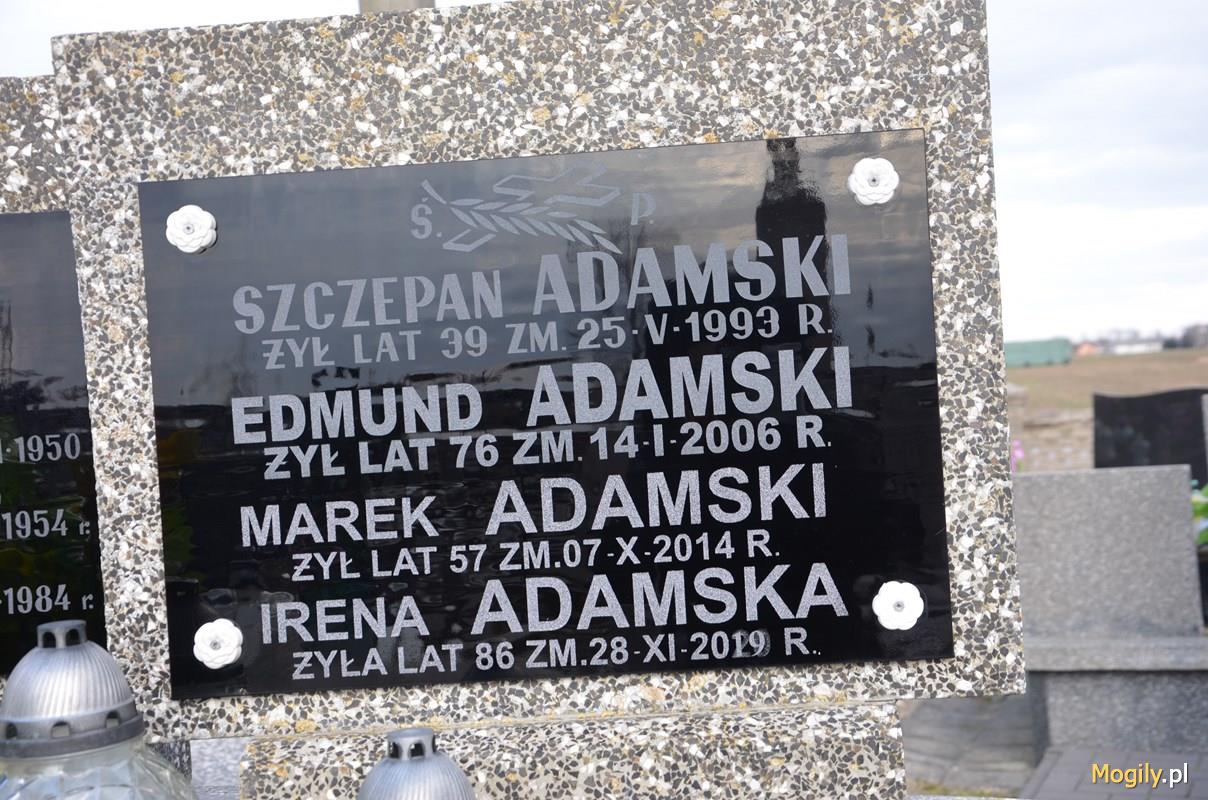 Ś. P.
SZCZEPAN ADAMSKI
ŻYŁ LAT 39 ZM. 25-V-1993 R.
EDMUND ADAMSKI
ŻYŁ LAT 76 ZM. 14-I-2006 R.
MAREK ADAMSKI
ŻYŁ LAT 57 ZM.07-X-2014 R.
IRENA ADAMSKA
ŻYŁA LAT 86 ZM.28-XI-2019 R.
1950
1954 r.
-1984 r.
Mogily.pl